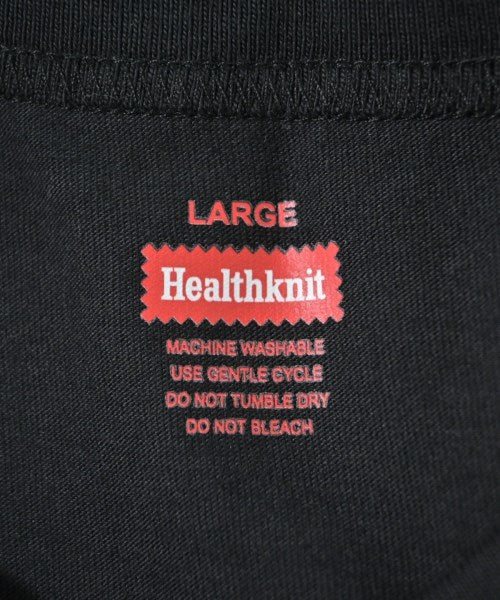 LARGE
Healthknit
MACHINE WASHABLE
USE GENTLE CYCLE
DO NOT TUMBLE DRY
DO NOT BLEACH